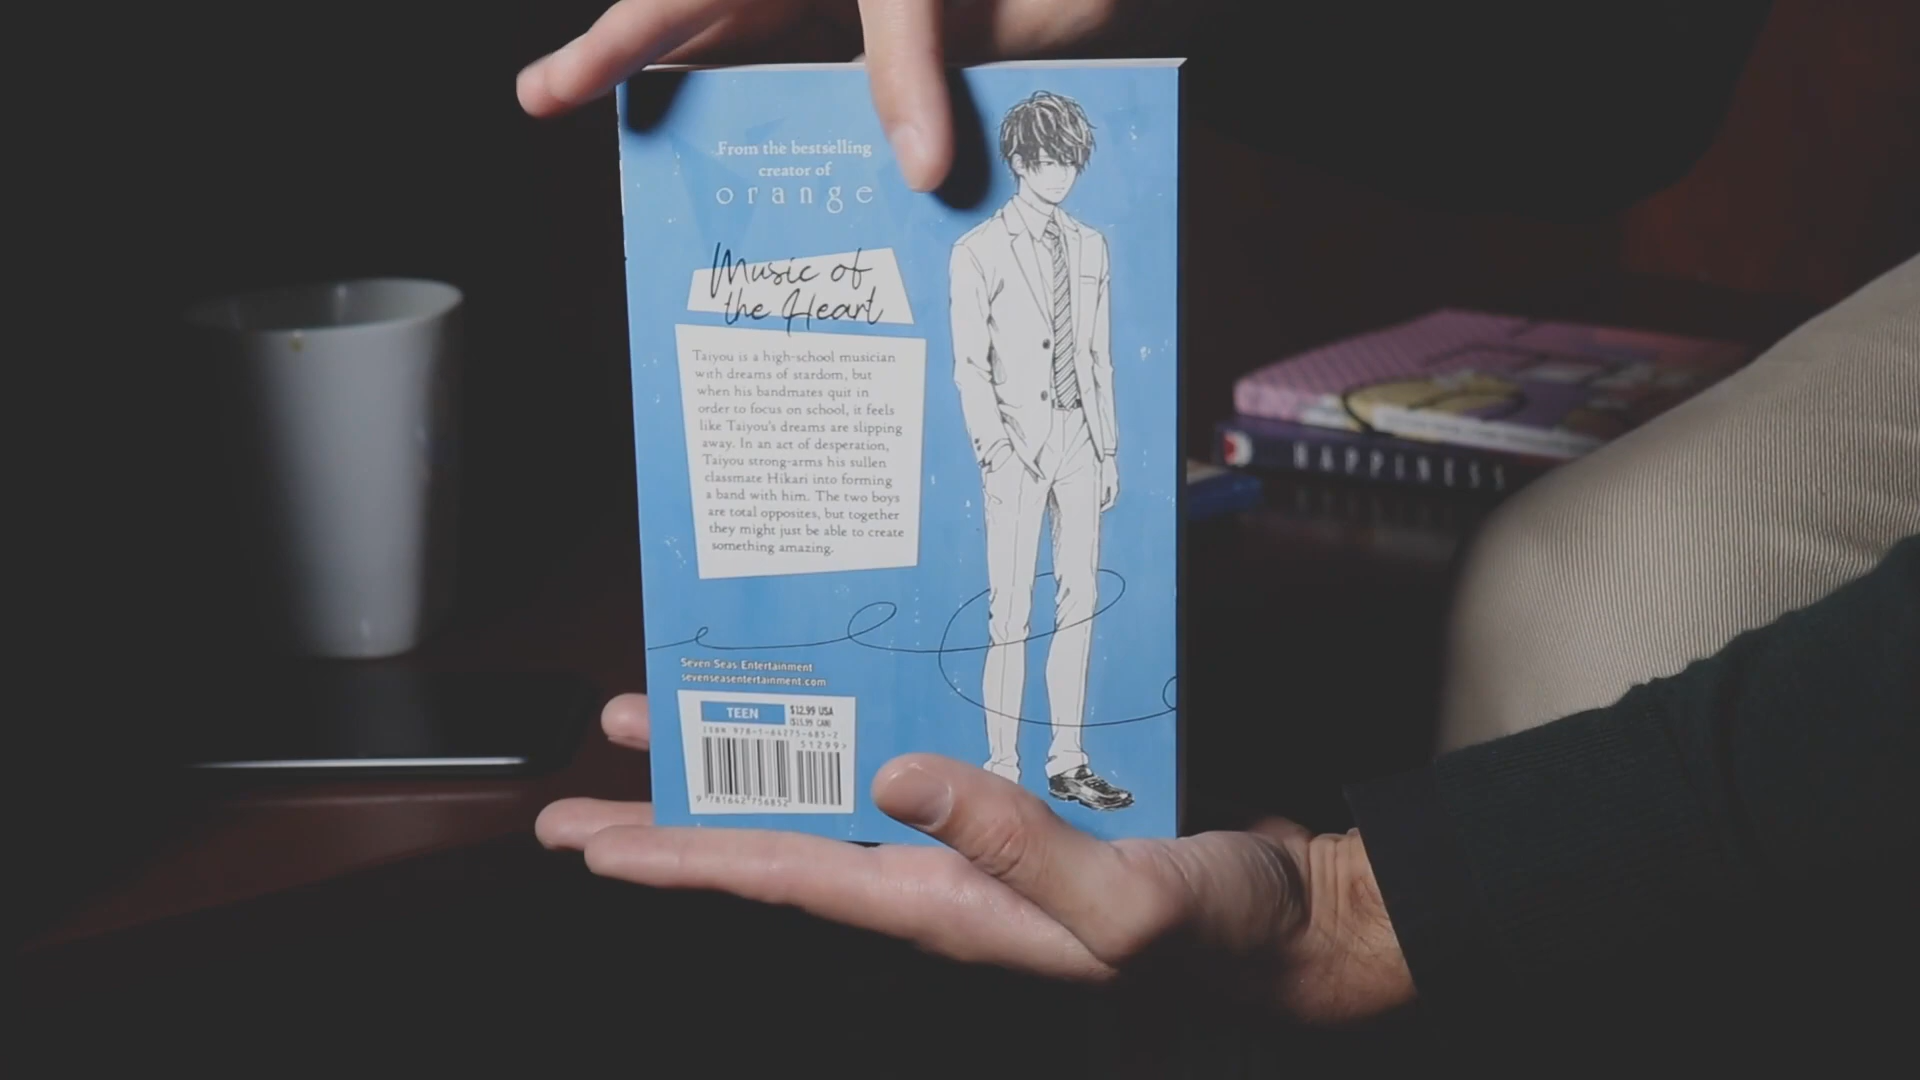 From the bestselling
creator of
orange
Music of
the Heart
Taiyou is a high-school musician
with dreams of stardom, but
when his bandmates quit in
order to focus on school, it feels
like Taiyou's dreams are slipping
away. In an act of desperation,
Taiyou strong-arms his sullen
classmate Hikari into forming
a band with him. The two boys
are total opposites, but together
they might just be able to create
something amazing.
Seven Seas Entertainment
sevenseasentertainment.com
TEEN
$12.99 USA
($15.99 CAN)
ISBN 978-1-64275-685-2
51299>
9 781642 756852
HAPPINESS